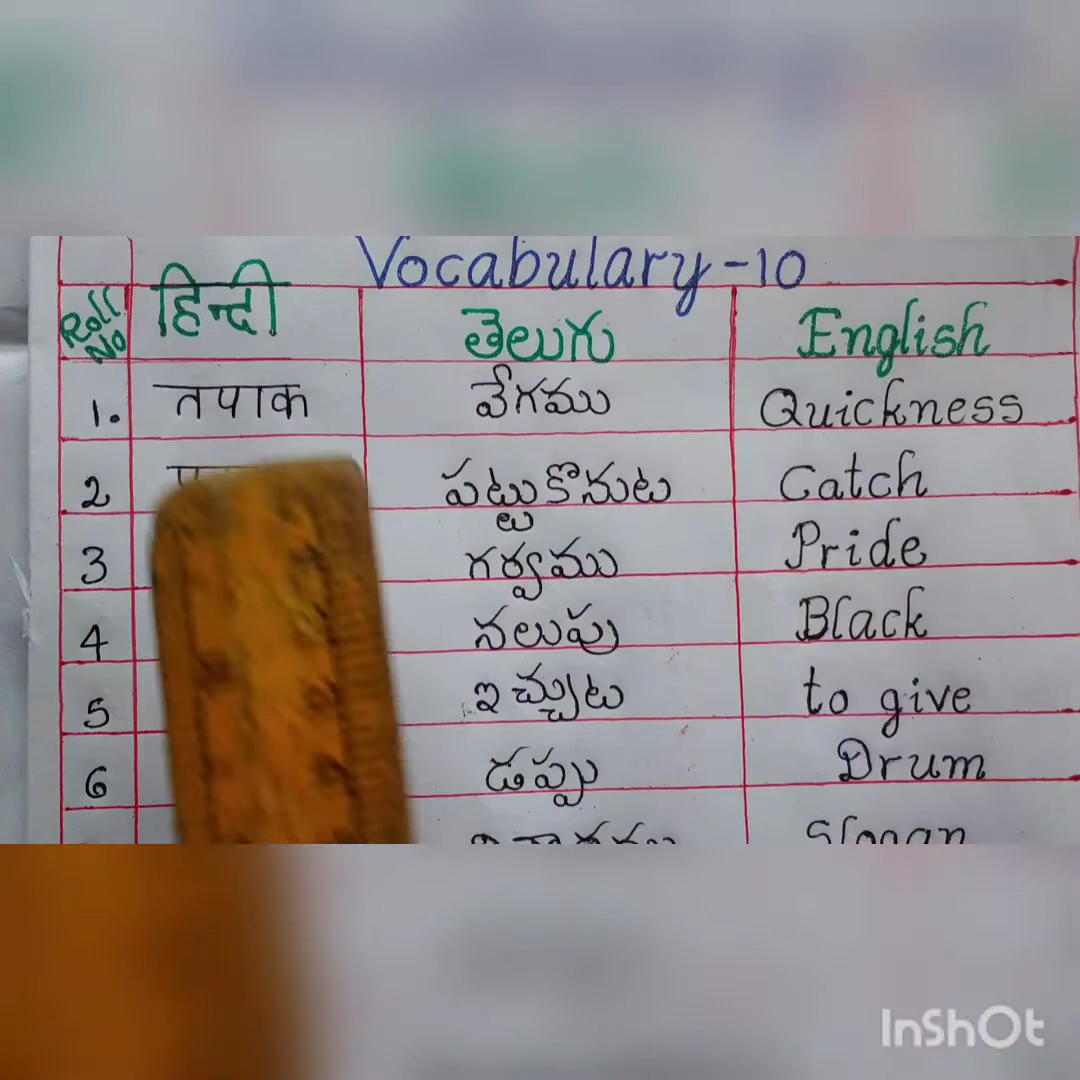 Vocabulary-10
Roll No हिन्दी తెలుగు English
1. तपाक వేగము Quickness
2 పట్టుకొనుట Catch
3 గర్వము Pride
4 నలుపు Black
5 ఇచ్చుట to give
6 డప్పు Drum
Slogan
InShOt